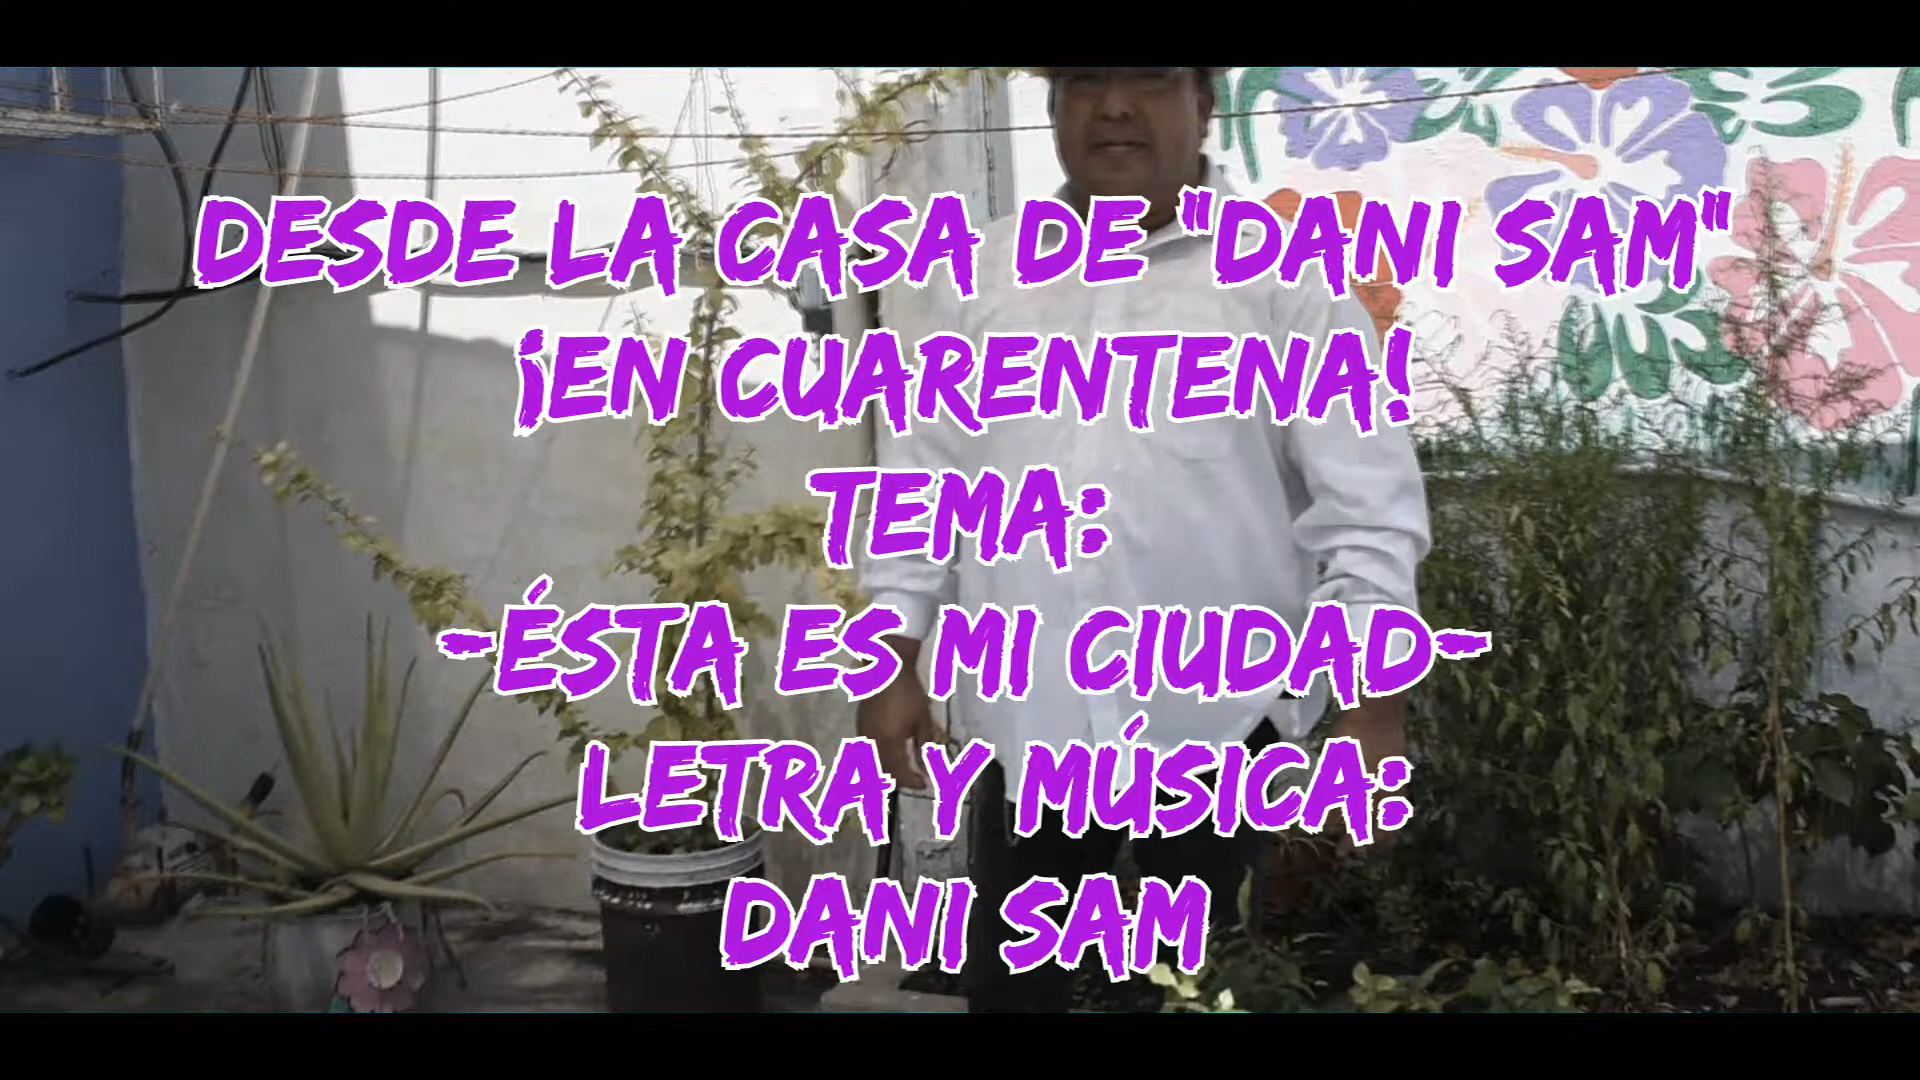 DESDE LA CASA DE "DANI SAM"
¡EN CUARENTENA!
TEMA:
-ÉSTA ES MI CIUDAD-
LETRA Y MÚSICA:
DANI SAM